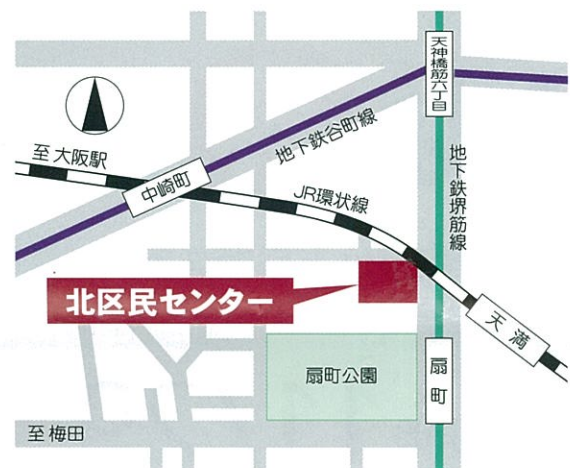 天神橋筋六丁目
地下鉄谷町線
至大阪駅
中崎町
JR環状線
地下鉄堺筋線
北区民センター
天満
扇町公園
扇町
至梅田